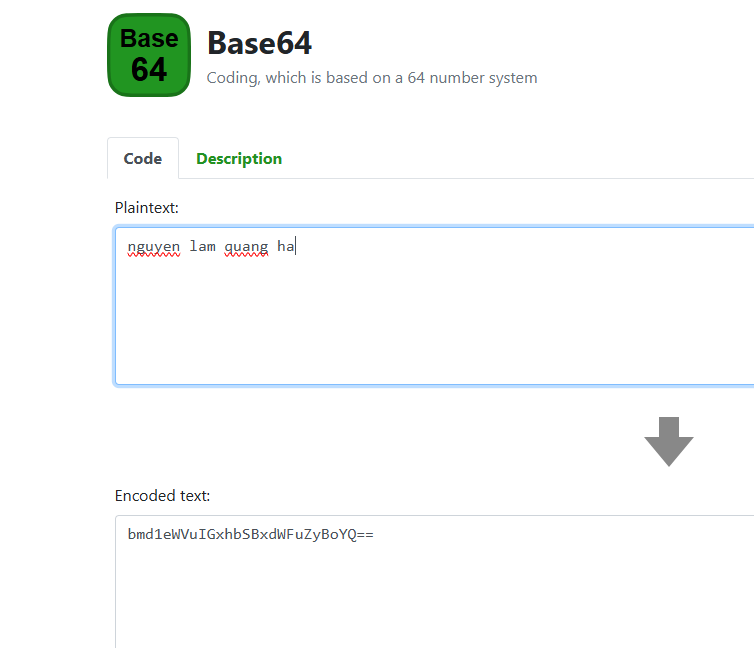 Base
64
Base64
Coding, which is based on a 64 number system
Code
Description
Plaintext:
nguyen lam quang ha
Encoded text:
bmd1eWVuIGxhbSBxdWFuZyBoYQ==